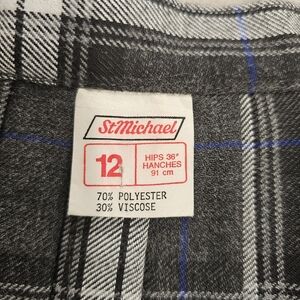 StMichael
12
HIPS 36"
HANCHES
91 cm
70% POLYESTER
30% VISCOSE